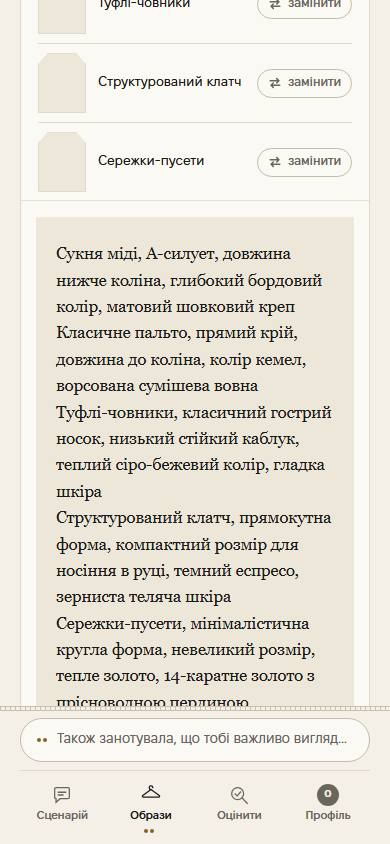 Туфлі-човники
замінити
Структурований клатч
замінити
Сережки-пусети
замінити
Сукня міді, А-силует, довжина
нижче коліна, глибокий бордовий
колір, матовий шовковий креп
Класичне пальто, прямий крій,
довжина до коліна, колір кемел,
ворсована сумішева вовна
Туфлі-човники, класичний гострий
носок, низький стійкий каблук,
теплий сіро-бежевий колір, гладка
шкіра
Структурований клатч, прямокутна
форма, компактний розмір для
носіння в руці, темний еспресо,
зерниста теляча шкіра
Сережки-пусети, мінімалістична
кругла форма, невеликий розмір,
тепле золото, 14-каратне золото з
прісноводною перлиною
Також занотувала, що тобі важливо вигляд...
Сценарій
Образи
Оцінити
О
Профіль